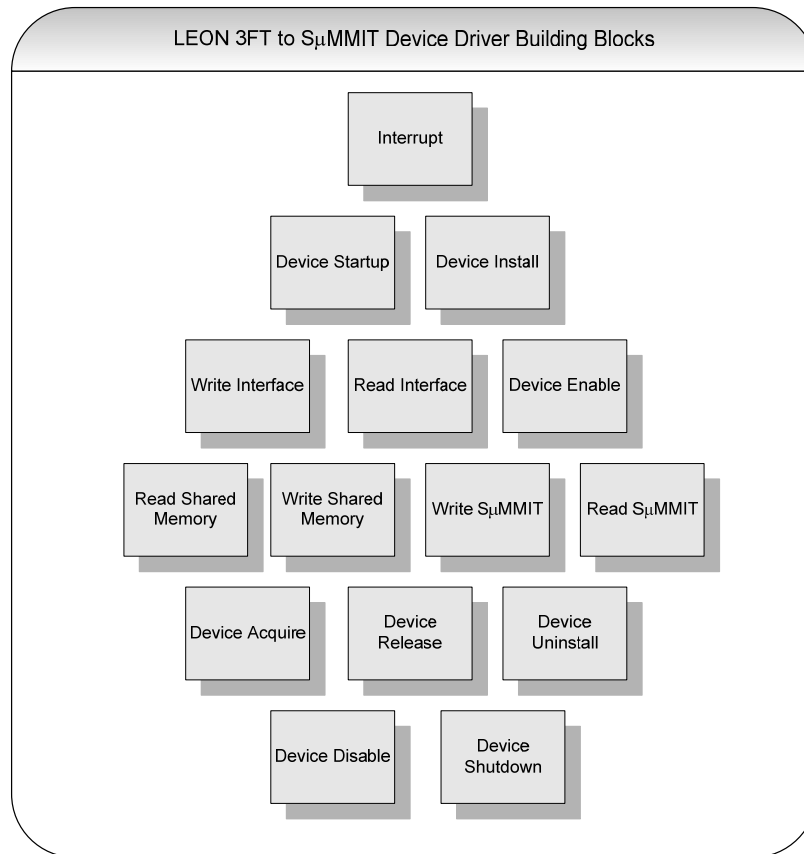 LEON 3FT to SμMMIT Device Driver Building Blocks
Interrupt
Device Startup
Device Install
Write Interface
Read Interface
Device Enable
Read Shared
Memory
Write Shared
Memory
Write SμMMIT
Read SμMMIT
Device Acquire
Device
Release
Device
Uninstall
Device Disable
Device
Shutdown